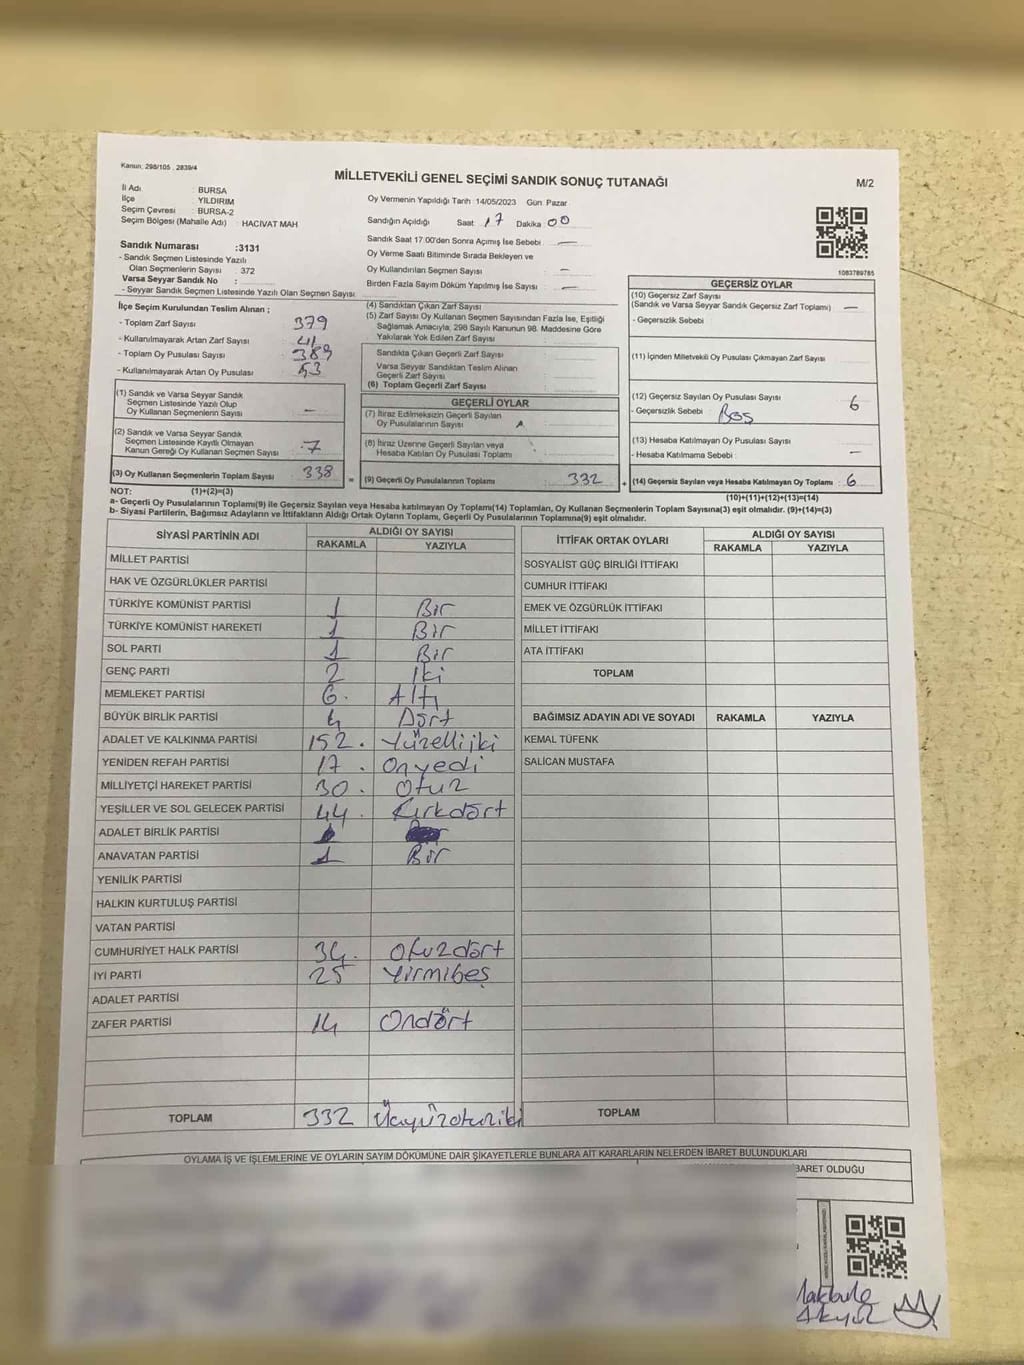 Kanun: 298/105 , 2839/4
MİLLETVEKİLİ GENEL SEÇİMİ SANDIK SONUÇ TUTANAĞI
M/2
İl Adı : BURSA
İlçe : YILDIRIM
Seçim Çevresi : BURSA-2
Seçim Bölgesi (Mahalle Adı) : HACIVAT MAH
Sandık Numarası :3131
- Sandık Seçmen Listesinde Yazılı
Olan Seçmenlerin Sayısı : 372
Varsa Seyyar Sandık No :
- Seyyar Sandık Seçmen Listesinde Yazılı Olan Seçmen Sayısı
Oy Vermenin Yapıldığı Tarih :14/05/2023 Gün: Pazar
Sandığın Açıldığı Saat :17 Dakika :00
Sandık Saat 17:00'den Sonra Açımış İse Sebebi : —
Oy Verme Saati Bitiminde Sırada Bekleyen ve
Oy Kullandırılan Seçmen Sayısı : —
Birden Fazla Sayım Döküm Yapılmış İse Sayısı : —
1083789785
İlçe Seçim Kurulundan Teslim Alınan ;
- Toplam Zarf Sayısı : 379
- Kullanılmayarak Artan Zarf Sayısı : 41
- Toplam Oy Pusulası Sayısı : 389
- Kullanılmayarak Artan Oy Pusulası : 53
(1) Sandık ve Varsa Seyyar Sandık
Seçmen Listesinde Yazılı Olup
Oy Kullanan Seçmenlerin Sayısı : —
(2) Sandık ve Varsa Seyyar Sandık
Seçmen Listesinde Kayıtlı Olmayan
Kanun Gereği Oy Kullanan Seçmen Sayısı : 7
(3) Oy Kullanan Seçmenlerin Toplam Sayısı : 338
(1)+(2)=(3)
(4) Sandıktan Çıkan Zarf Sayısı :
(5) Zarf Sayısı Oy Kullanan Seçmen Sayısından Fazla İse, Eşitliği
Sağlamak Amacıyla, 298 Sayılı Kanunun 98. Maddesine Göre
Yakılarak Yok Edilen Zarf Sayısı :
Sandıkta Çıkan Geçerli Zarf Sayısı :
Varsa Seyyar Sandıktan Teslim Alınan
Geçerli Zarf Sayısı :
(6) Toplam Geçerli Zarf Sayısı :
GEÇERLİ OYLAR
(7) İtiraz Edilmeksizin Geçerli Sayılan
Oy Pusulalarının Sayısı :
(8) İtiraz Üzerine Geçerli Sayılan veya
Hesaba Katılan Oy Pusulası Toplamı :
= (9) Geçerli Oy Pusulalarının Toplamı : 332 +
GEÇERSİZ OYLAR
(10) Geçersiz Zarf Sayısı
(Sandık ve Varsa Seyyar Sandık Geçersiz Zarf Toplamı) : —
- Geçersizlik Sebebi :
(11) İçinden Milletvekili Oy Pusulası Çıkmayan Zarf Sayısı :
(12) Geçersiz Sayılan Oy Pusulası Sayısı : 6
- Geçersizlik Sebebi : Boş
(13) Hesaba Katılmayan Oy Pusulası Sayısı :
- Hesaba Katılmama Sebebi : —
(14) Geçersiz Sayılan veya Hesaba Katılmayan Oy Toplamı : 6
(10)+(11)+(12)+(13)=(14)
NOT:
a- Geçerli Oy Pusulalarının Toplamı(9) ile Geçersiz Sayılan veya Hesaba katılmayan Oy Toplamı(14) Toplamları, Oy Kullanan Seçmenlerin Toplam Sayısına(3) eşit olmalıdır. (9)+(14)=(3)
b- Siyasi Partilerin, Bağımsız Adayların ve İttifakların Aldığı Ortak Oyların Toplamı, Geçerli Oy Pusulalarının Toplamına(9) eşit olmalıdır.
SİYASİ PARTİNİN ADI ALDIĞI OY SAYISI
RAKAMLA YAZIYLA
MİLLET PARTİSİ
HAK VE ÖZGÜRLÜKLER PARTİSİ
TÜRKİYE KOMÜNİST PARTİSİ 1 Bir
TÜRKİYE KOMÜNİST HAREKETİ 1 Bir
SOL PARTİ 1 Bir
GENÇ PARTİ 2 İki
MEMLEKET PARTİSİ 6. Altı
BÜYÜK BİRLİK PARTİSİ 4 Dört
ADALET VE KALKINMA PARTİSİ 152. Yüzelliiki
YENİDEN REFAH PARTİSİ 17. Onyedi
MİLLİYETÇİ HAREKET PARTİSİ 30. Otuz
YEŞİLLER VE SOL GELECEK PARTİSİ 44. Kırkdört
ADALET BİRLİK PARTİSİ
ANAVATAN PARTİSİ 1 Bir
YENİLİK PARTİSİ
HALKIN KURTULUŞ PARTİSİ
VATAN PARTİSİ
CUMHURİYET HALK PARTİSİ 34. Otuzdört
İYİ PARTİ 25 Yirmibeş
ADALET PARTİSİ
ZAFER PARTİSİ 14 Ondört
TOPLAM 332 Üçyüzotuziki
İTTİFAK ORTAK OYLARI ALDIĞI OY SAYISI
RAKAMLA YAZIYLA
SOSYALİST GÜÇ BİRLİĞİ İTTİFAKI
CUMHUR İTTİFAKI
EMEK VE ÖZGÜRLÜK İTTİFAKI
MİLLET İTTİFAKI
ATA İTTİFAKI
TOPLAM
BAĞIMSIZ ADAYIN ADI VE SOYADI RAKAMLA YAZIYLA
KEMAL TÜFENK
SALİCAN MUSTAFA
TOPLAM
OYLAMA İŞ VE İŞLEMLERİNE VE OYLARIN SAYIM DÖKÜMÜNE DAİR ŞİKAYETLERLE BUNLARA AİT KARARLARIN NELERDEN İBARET BULUNDUKLARI
BARET OLDUĞU